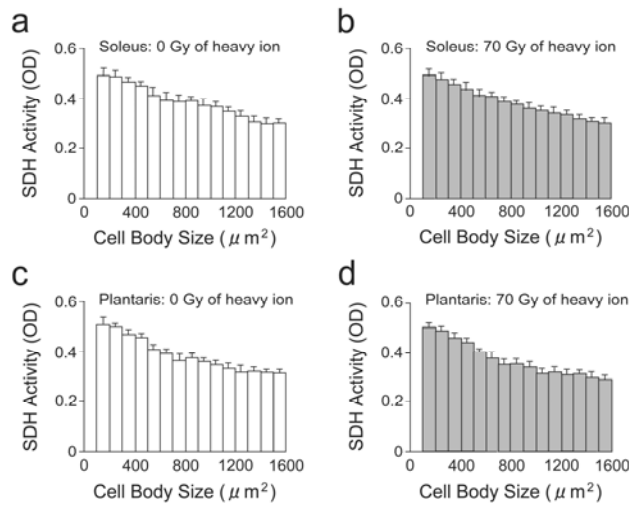 a
Soleus: 0 Gy of heavy ion
SDH Activity (OD)
0.6
0.4
0.2
0
0 400 800 1200 1600
Cell Body Size ( μ m²)
b
Soleus: 70 Gy of heavy ion
SDH Activity (OD)
0.6
0.4
0.2
0
0 400 800 1200 1600
Cell Body Size ( μ m²)
c
Plantaris: 0 Gy of heavy ion
SDH Activity (OD)
0.6
0.4
0.2
0
0 400 800 1200 1600
Cell Body Size ( μ m²)
d
Plantaris: 70 Gy of heavy ion
SDH Activity (OD)
0.6
0.4
0.2
0
0 400 800 1200 1600
Cell Body Size ( μ m²)